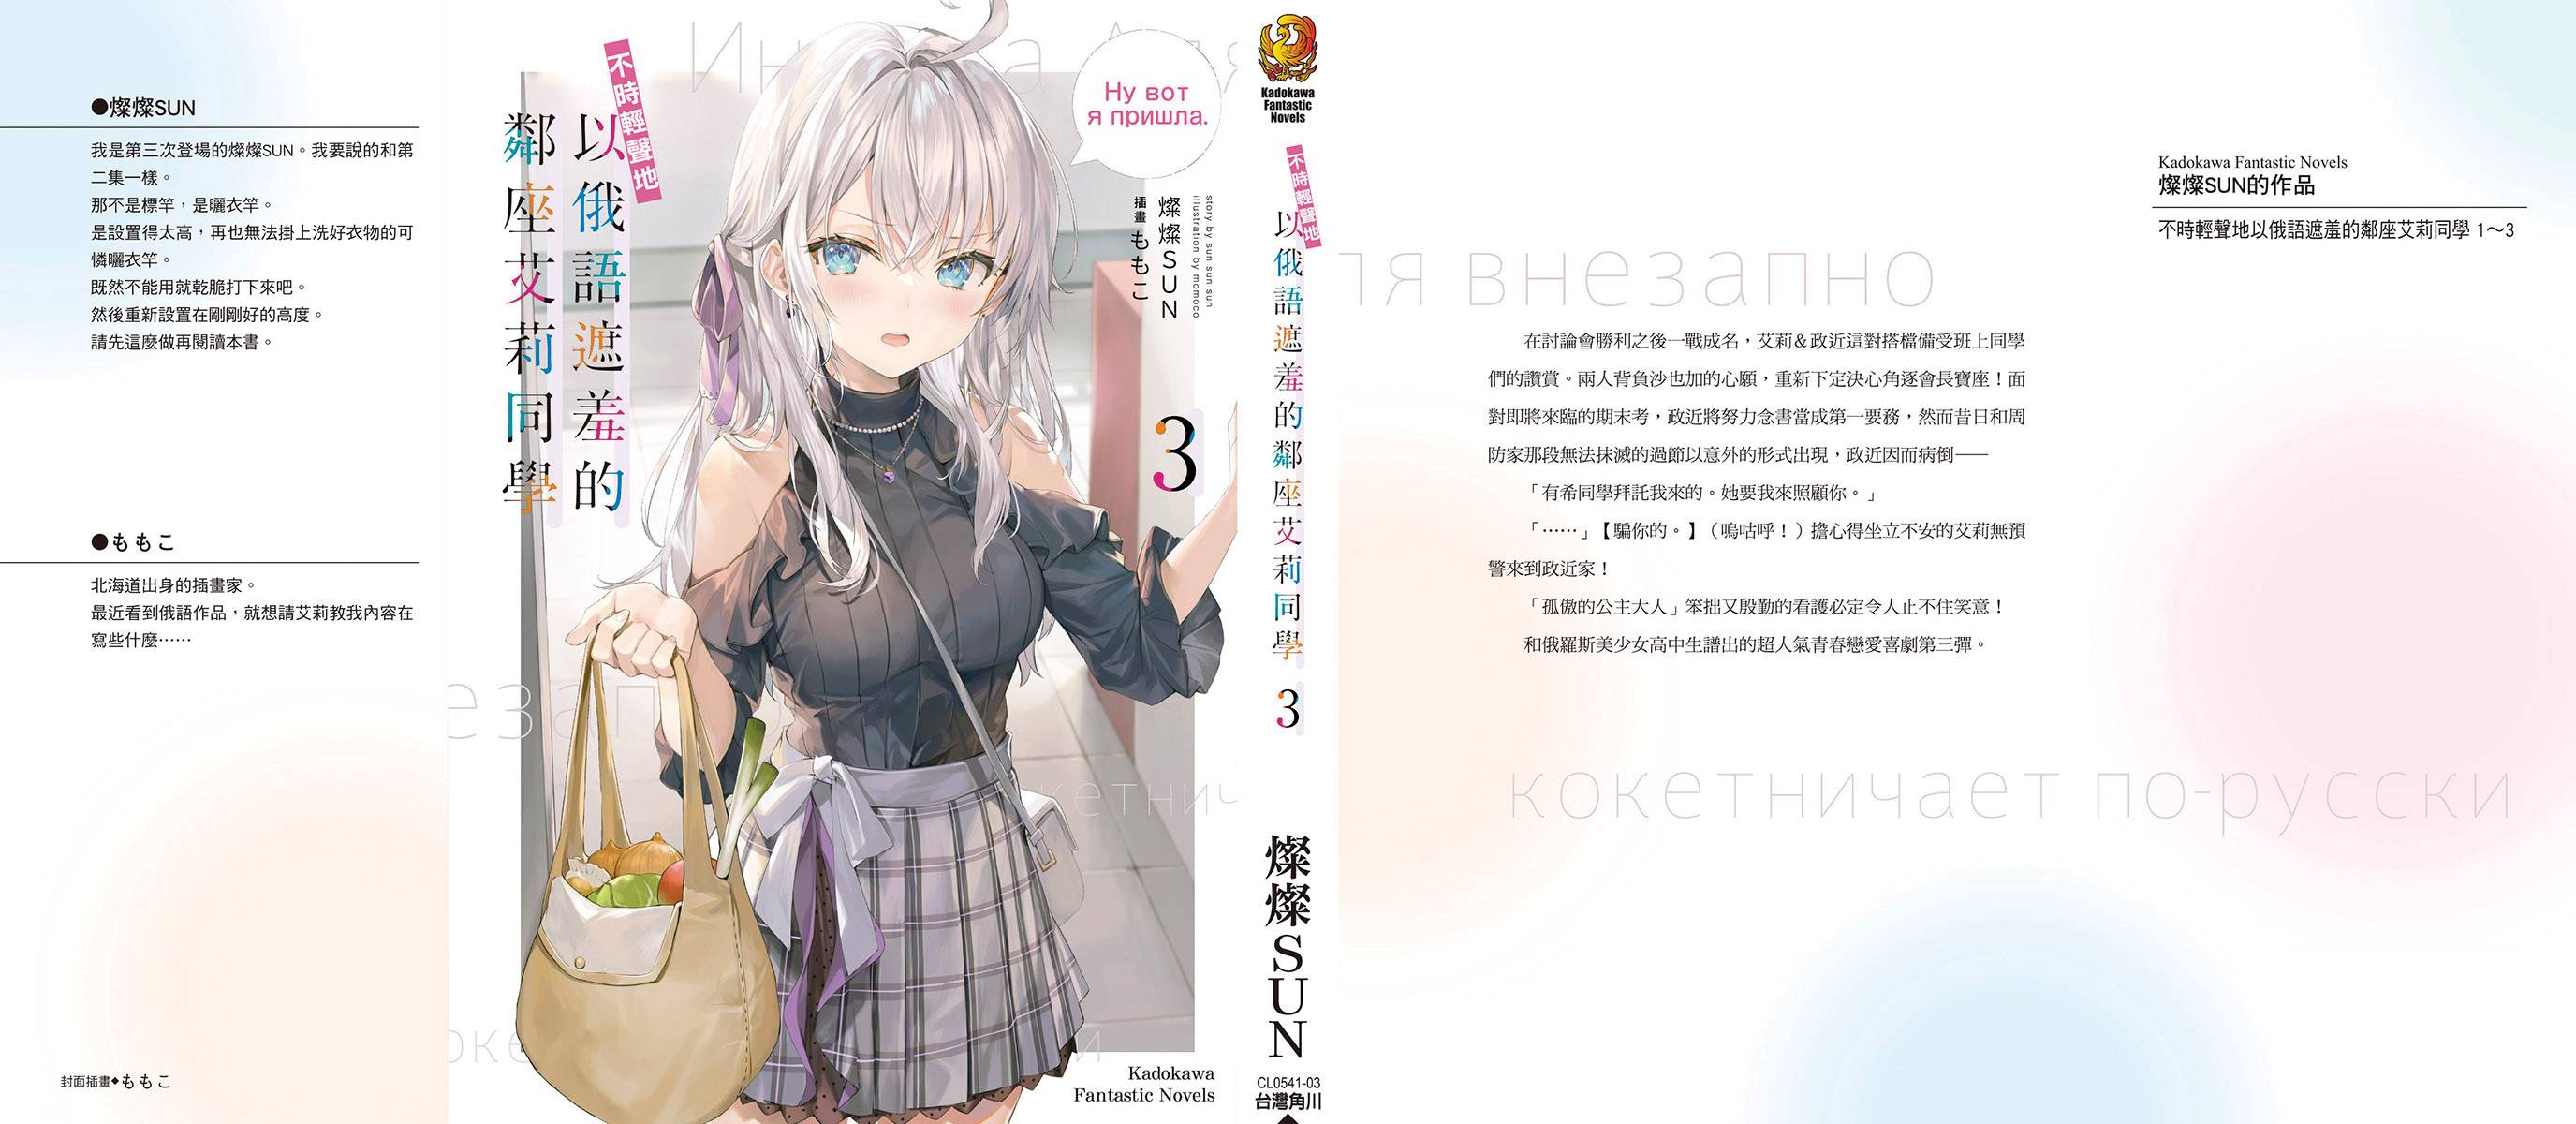 ●燦燦SUN
我是第三次登場的燦燦SUN。我要說的和第
二集一樣。
那不是標竿，是曬衣竿。
是設置得太高，再也無法掛上洗好衣物的可
憐曬衣竿。
既然不能用就乾脆打下來吧。
然後重新設置在剛剛好的高度。
請先這麼做再閱讀本書。
●ももこ
北海道出身的插畫家。
最近看到俄語作品，就想請艾莉教我內容在
寫些什麼……
封面插畫◆ももこ
不時輕聲地
以俄語遮羞的
鄰座艾莉同學
Ну вот
я пришла.
story by sun sun sun
illustration by momoco
燦燦SUN
插畫 ももこ
3
Kadokawa
Fantastic Novels
Kadokawa
Fantastic
Novels
不時輕聲地
以俄語遮羞的鄰座艾莉同學
3
燦燦SUN
CL0541-03
台灣角川
ля внезапно
在討論會勝利之後一戰成名，艾莉＆政近這對搭檔備受班上同學
們的讚賞。兩人背負沙也加的心願，重新下定決心角逐會長寶座！面
對即將來臨的期末考，政近將努力念書當成第一要務，然而昔日和周
防家那段無法抹滅的過節以意外的形式出現，政近因而病倒——
「有希同學拜託我來的。她要我來照顧你。」
「……」【騙你的。】（嗚咕呼！）擔心得坐立不安的艾莉無預
警來到政近家！
「孤傲的公主大人」笨拙又殷勤的看護必定令人止不住笑意！
和俄羅斯美少女高中生譜出的超人氣青春戀愛喜劇第三彈。
кокетничает по-русски
Kadokawa Fantastic Novels
燦燦SUN的作品
不時輕聲地以俄語遮羞的鄰座艾莉同學 1～3